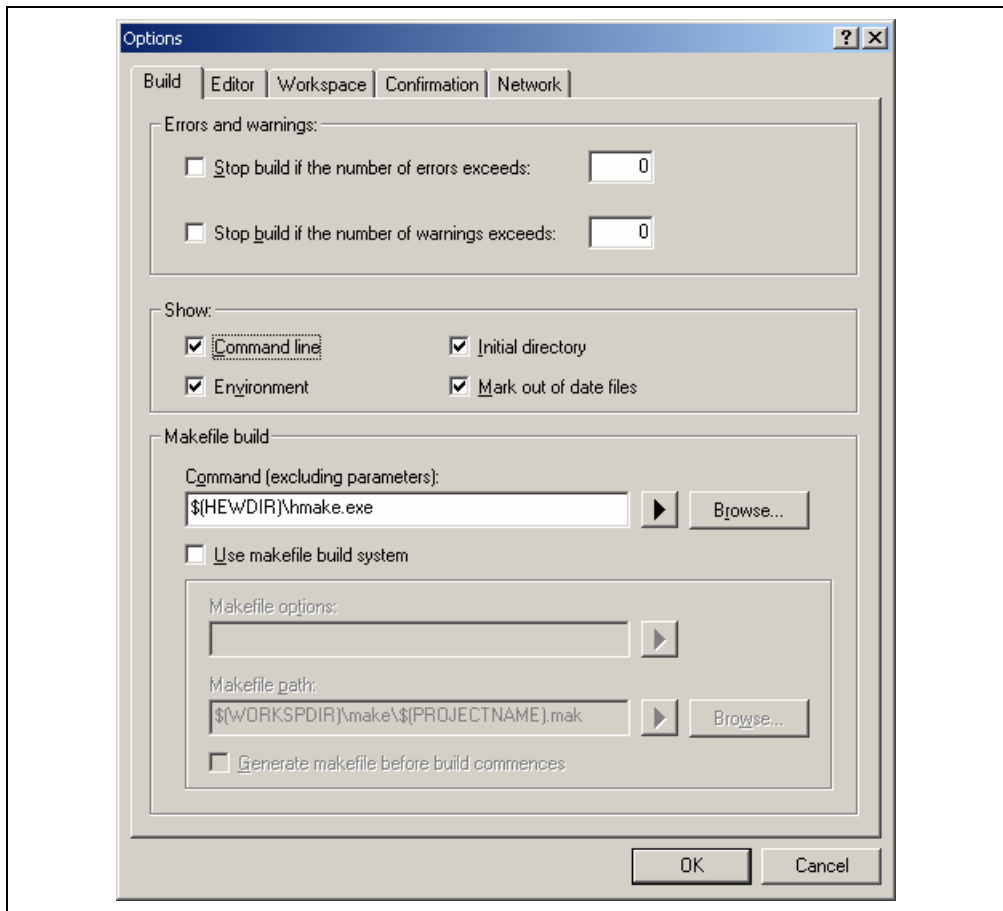 Options
Build Editor Workspace Confirmation Network
Errors and warnings:
Stop build if the number of errors exceeds: 0
Stop build if the number of warnings exceeds: 0
Show:
Command line Initial directory
Environment Mark out of date files
Makefile build
Command (excluding parameters):
$(HEWDIR)\hmake.exe Browse...
Use makefile build system
Makefile options:
Makefile path:
$(WORKSPDIR)\make\$(PROJECTNAME).mak Browse...
Generate makefile before build commences
OK Cancel